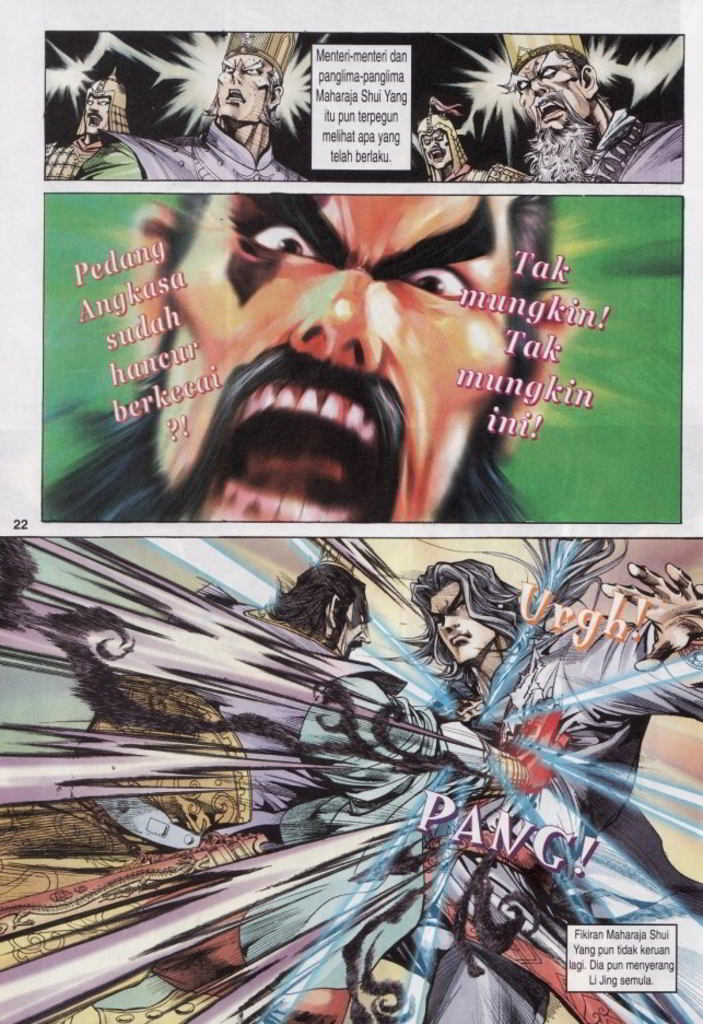 Menteri-menteri dan
panglima-panglima
Maharaja Shui Yang
itu pun terpegun
melihat apa yang
telah berlaku.
Pedang
Angkasa
sudah
hancur
berkecai
?!
Tak
mungkin!
Tak
mungkin
ini!
22
Urgh!
PANG!
Fikiran Maharaja Shui
Yang pun tidak keruan
lagi. Dia pun menyerang
Li Jing semula.